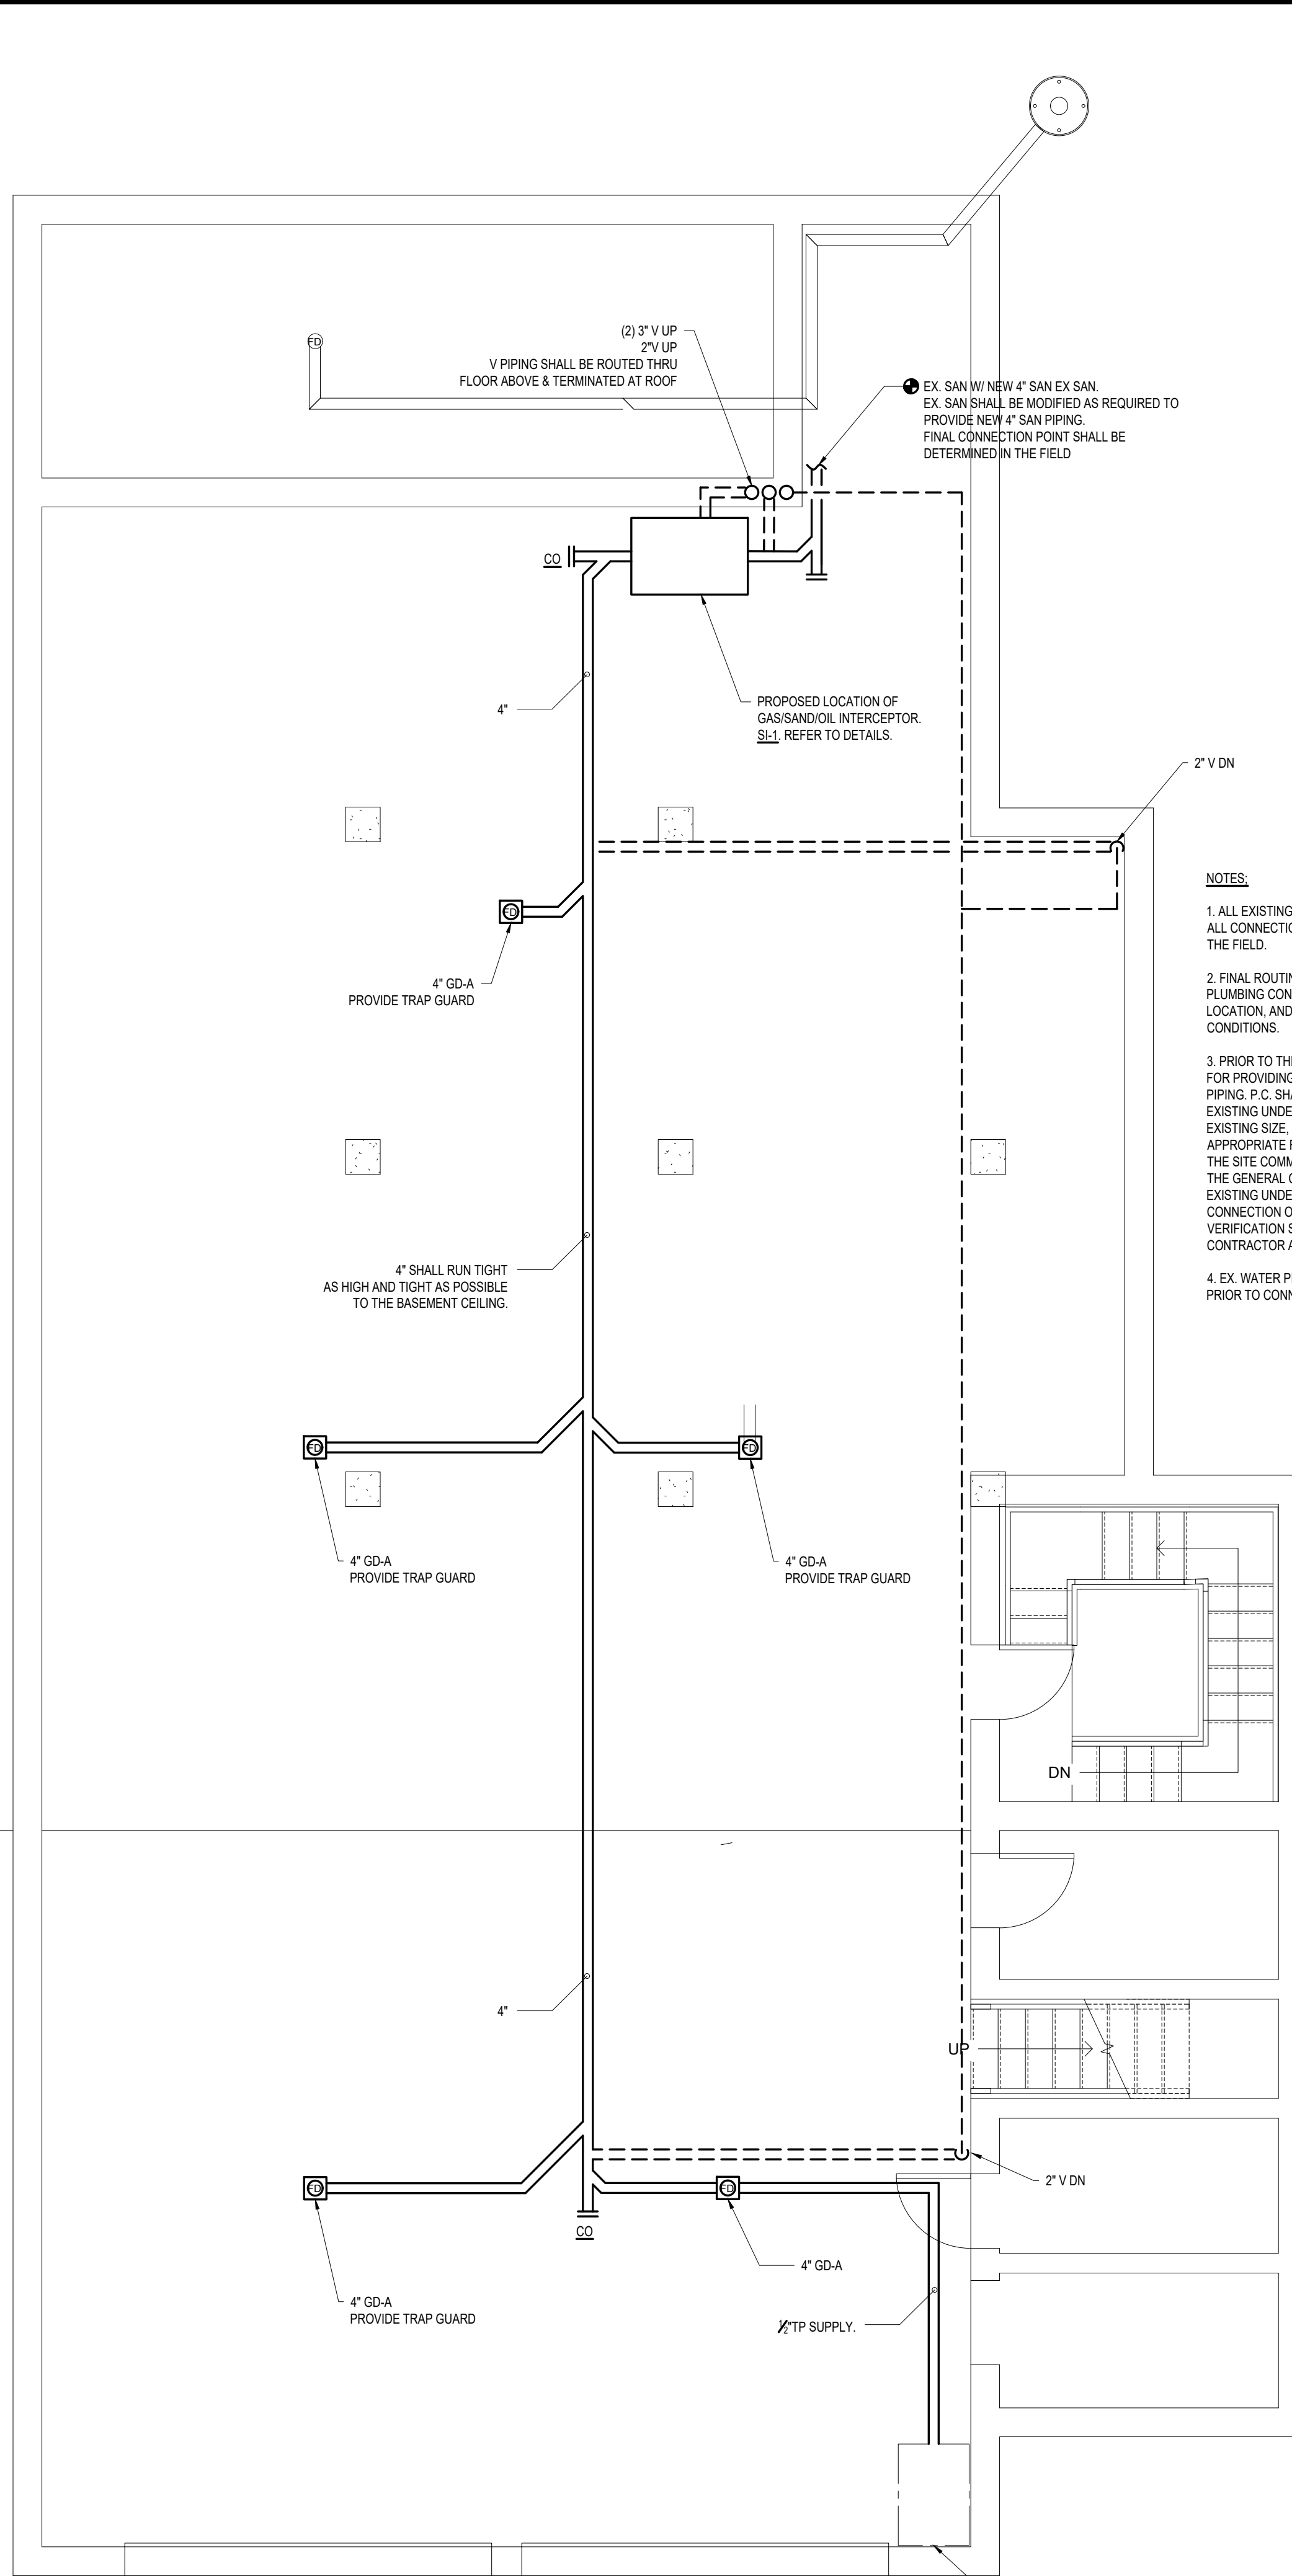 FD
(2) 3" V UP
2"V UP
V PIPING SHALL BE ROUTED THRU
FLOOR ABOVE & TERMINATED AT ROOF
EX. SAN W/ NEW 4" SAN EX SAN.
EX. SAN SHALL BE MODIFIED AS REQUIRED TO
PROVIDE NEW 4" SAN PIPING.
FINAL CONNECTION POINT SHALL BE
DETERMINED IN THE FIELD
CO
4"
PROPOSED LOCATION OF
GAS/SAND/OIL INTERCEPTOR.
SI-1. REFER TO DETAILS.
2" V DN
FD
4" GD-A
PROVIDE TRAP GUARD
NOTES:
1. ALL EXISTING
ALL CONNECTIO
THE FIELD.
2. FINAL ROUTIN
PLUMBING CON
LOCATION, AND
CONDITIONS.
3. PRIOR TO TH
FOR PROVIDING
PIPING. P.C. SHA
EXISTING UNDE
EXISTING SIZE,
APPROPRIATE
THE SITE COMM
THE GENERAL
EXISTING UNDE
CONNECTION O
VERIFICATION S
CONTRACTOR A
4. EX. WATER P
PRIOR TO CONN
4" SHALL RUN TIGHT
AS HIGH AND TIGHT AS POSSIBLE
TO THE BASEMENT CEILING.
FD
FD
4" GD-A
PROVIDE TRAP GUARD
4" GD-A
PROVIDE TRAP GUARD
DN
4"
UP
2" V DN
FD
FD
CO
4" GD-A
4" GD-A
PROVIDE TRAP GUARD
½"TP SUPPLY.